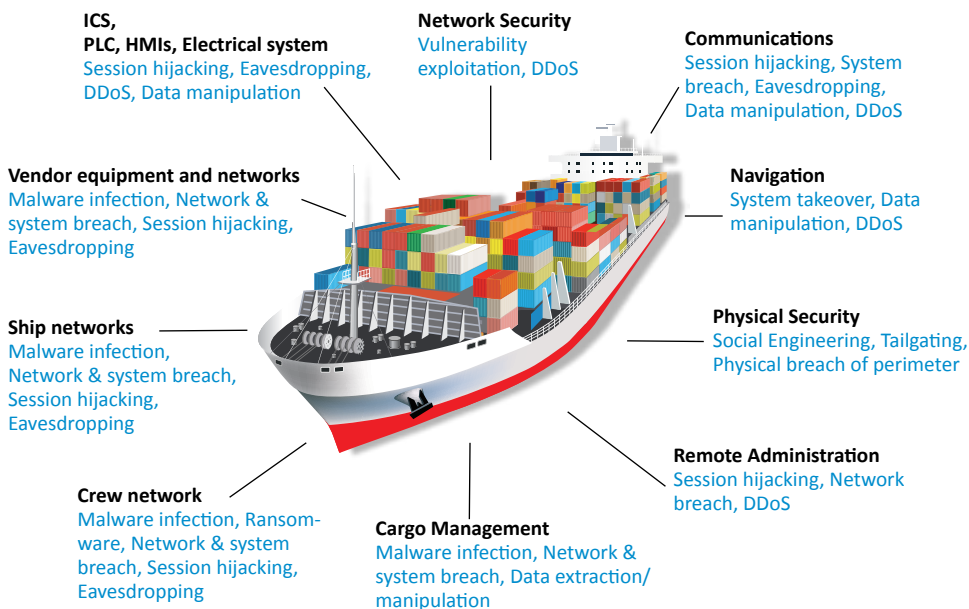 ICS,
PLC, HMIs, Electrical system
Session hijacking, Eavesdropping,
DDoS, Data manipulation
Network Security
Vulnerability
exploitation, DDoS
Communications
Session hijacking, System
breach, Eavesdropping,
Data manipulation, DDoS
Vendor equipment and networks
Malware infection, Network &
system breach, Session hijacking,
Eavesdropping
Navigation
System takeover, Data
manipulation, DDoS
Ship networks
Malware infection,
Network & system breach,
Session hijacking,
Eavesdropping
Physical Security
Social Engineering, Tailgating,
Physical breach of perimeter
Remote Administration
Session hijacking, Network
breach, DDoS
Crew network
Malware infection, Ransom-
ware, Network & system
breach, Session hijacking,
Eavesdropping
Cargo Management
Malware infection, Network &
system breach, Data extraction/
manipulation